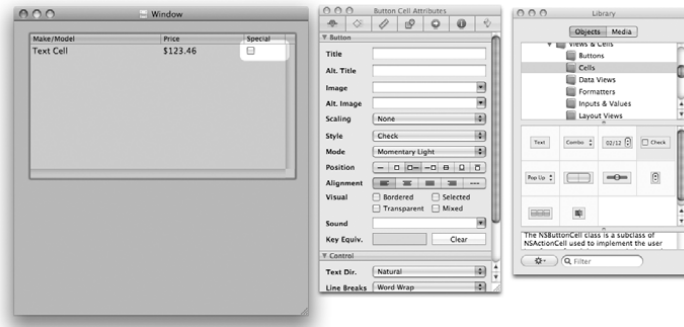 Window
Make/Model Price Special
Text Cell $123.46
Button Cell Attributes
Button
Title
Alt. Title
Image
Alt. Image
Scaling None
Style Check
Mode Momentary Light
Position
Alignment
Visual Bordered Selected
Transparent Mixed
Sound
Key Equiv. Clear
Control
Text Dir. Natural
Line Breaks Word Wrap
Library
Objects Media
Views & Cells
Buttons
Cells
Data Views
Formatters
Inputs & Values
Layout Views
Text Combo 02/12 Check
Pop Up
The NSButtonCell class is a subclass of
NSActionCell used to implement the user
Filter